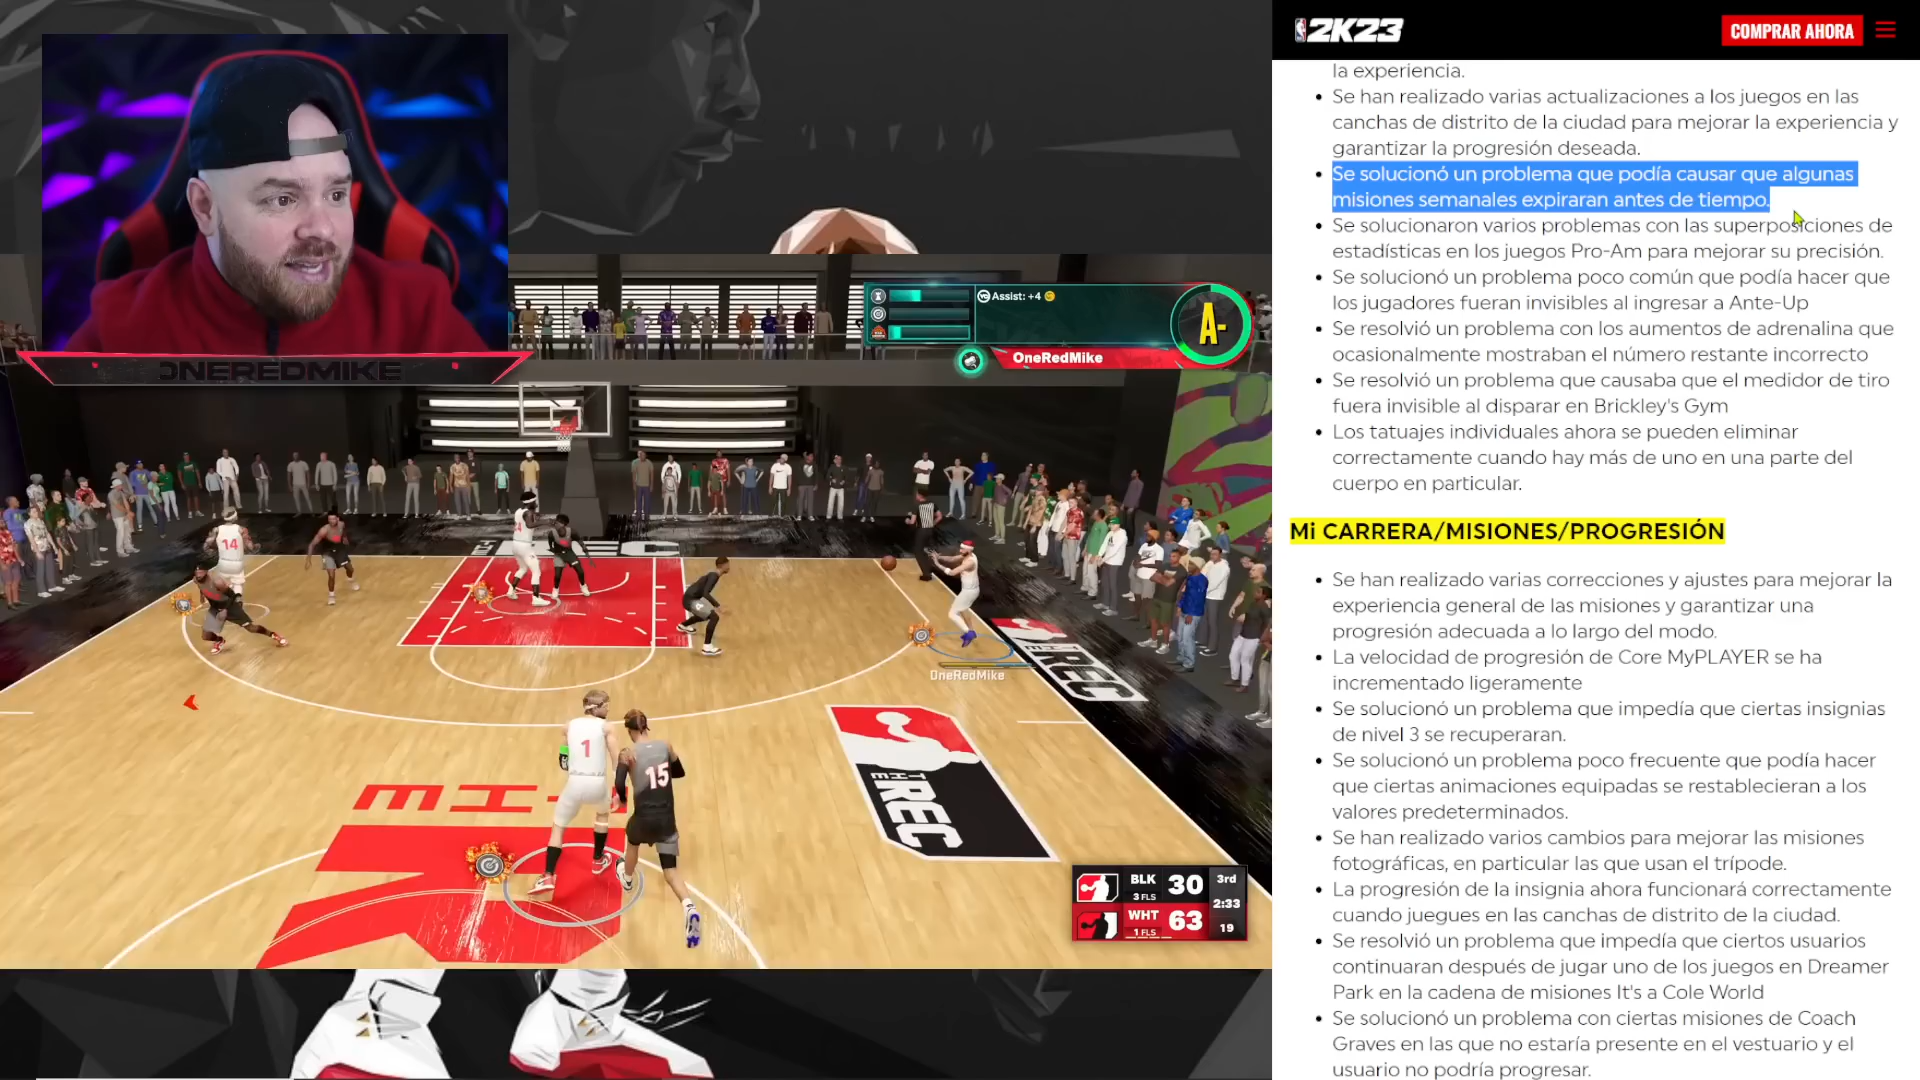 2K23
COMPRAR AHORA
la experiencia.
Se han realizado varias actualizaciones a los juegos en las
canchas de distrito de la ciudad para mejorar la experiencia y
garantizar la progresión deseada.
Se solucionó un problema que podía causar que algunas
misiones semanales expiraran antes de tiempo.
Se solucionaron varios problemas con las superposiciones de
estadísticas en los juegos Pro-Am para mejorar su precisión.
Se solucionó un problema poco común que podía hacer que
los jugadores fueran invisibles al ingresar a Ante-Up
Se resolvió un problema con los aumentos de adrenalina que
ocasionalmente mostraban el número restante incorrecto
Se resolvió un problema que causaba que el medidor de tiro
fuera invisible al disparar en Brickley's Gym
Los tatuajes individuales ahora se pueden eliminar
correctamente cuando hay más de uno en una parte del
cuerpo en particular.
Mi CARRERA/MISIONES/PROGRESIÓN
Se han realizado varias correcciones y ajustes para mejorar la
experiencia general de las misiones y garantizar una
progresión adecuada a lo largo del modo.
La velocidad de progresión de Core MyPLAYER se ha
incrementado ligeramente
Se solucionó un problema que impedía que ciertas insignias
de nivel 3 se recuperaran.
Se solucionó un problema poco frecuente que podía hacer
que ciertas animaciones equipadas se restablecieran a los
valores predeterminados.
Se han realizado varios cambios para mejorar las misiones
fotográficas, en particular las que usan el trípode.
La progresión de la insignia ahora funcionará correctamente
cuando juegues en las canchas de distrito de la ciudad.
Se resolvió un problema que impedía que ciertos usuarios
continuaran después de jugar uno de los juegos en Dreamer
Park en la cadena de misiones It's a Cole World
Se solucionó un problema con ciertas misiones de Coach
Graves en las que no estaría presente en el vestuario y el
usuario no podría progresar.
ONEREDMIKE
Assist: +4
A-
OneRedMike
14
OneRedMike
1
15
THE REC
THE
R
BLK 30 3rd
3 FLS
2:33
WHT 63
1 FLS
19